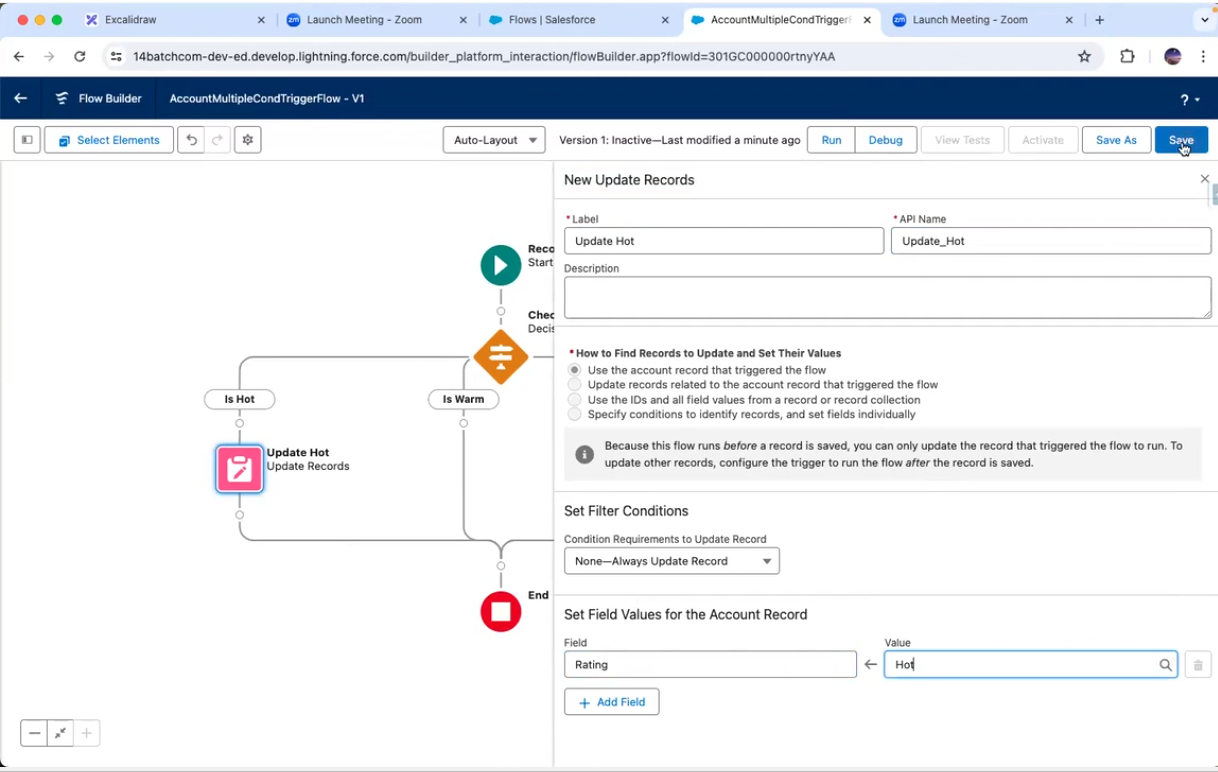 Excalidraw
Launch Meeting - Zoom
Flows | Salesforce
AccountMultipleCondTriggerF
Launch Meeting - Zoom
14batchcom-dev-ed.develop.lightning.force.com/builder_platform_interaction/flowBuilder.app?flowId=301GC000000rtnyYAA
Flow Builder
AccountMultipleCondTriggerFlow - V1
?
Select Elements
Auto-Layout
Version 1: Inactive—Last modified a minute ago
Run
Debug
View Tests
Activate
Save As
Save
New Update Records
* Label
* API Name
Update Hot
Update_Hot
Description
* How to Find Records to Update and Set Their Values
Use the account record that triggered the flow
Update records related to the account record that triggered the flow
Use the IDs and all field values from a record or record collection
Specify conditions to identify records, and set fields individually
Because this flow runs before a record is saved, you can only update the record that triggered the flow to run. To
update other records, configure the trigger to run the flow after the record is saved.
Set Filter Conditions
Condition Requirements to Update Record
None—Always Update Record
Set Field Values for the Account Record
Field
Value
Rating
Hot
+ Add Field
Reco
Start
Chec
Decis
Is Hot
Is Warm
Update Hot
Update Records
End